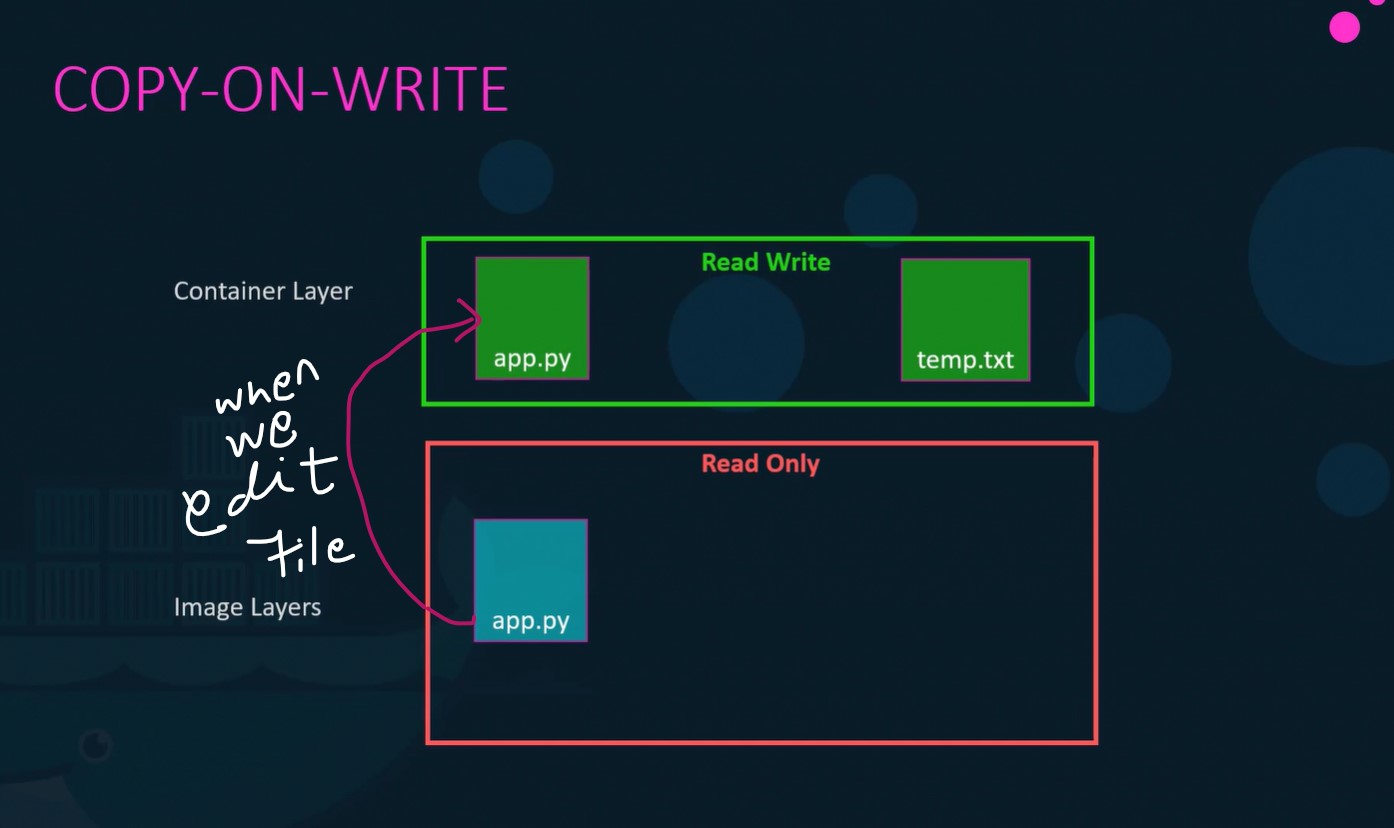 COPY-ON-WRITE
Container Layer
Read Write
app.py
temp.txt
when
we
edit
file
Read Only
Image Layers
app.py